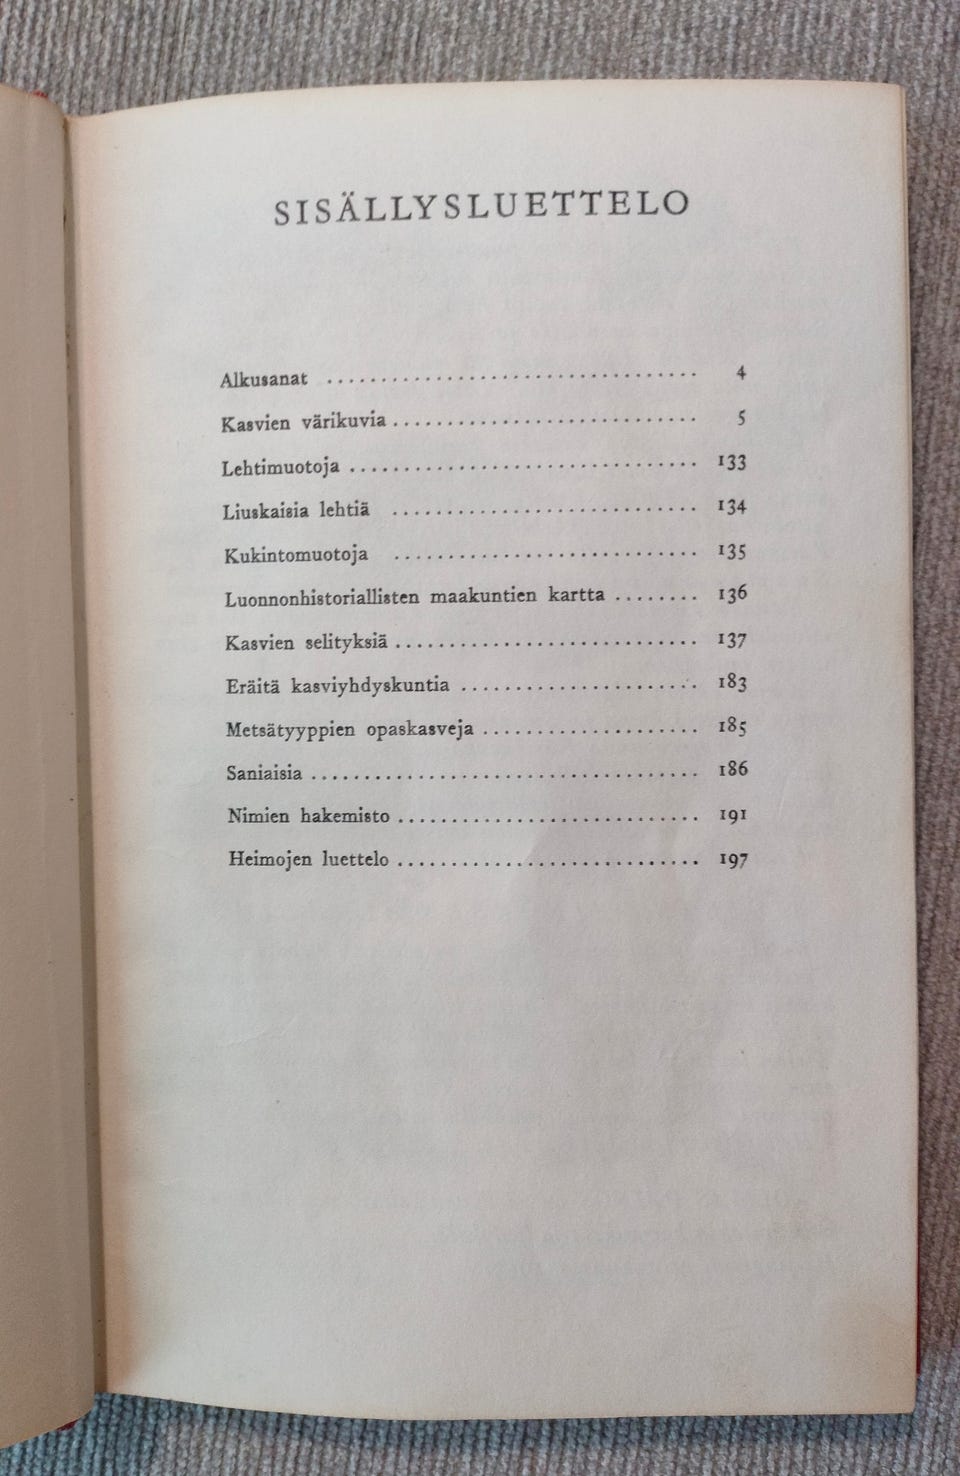 SISÄLLYSLUETTELO
Alkusanat .................................. 4
Kasvien värikuvia ............................ 5
Lehtimuotoja ................................ 133
Liuskaisia lehtiä ............................ 134
Kukintomuotoja ............................ 135
Luonnonhistoriallisten maakuntien kartta ........ 136
Kasvien selityksiä ............................ 137
Eräitä kasviyhdyskuntia ...................... 183
Metsätyyppien opaskasveja .................... 185
Saniaisia .................................... 186
Nimien hakemisto ............................ 191
Heimojen luettelo ............................ 197